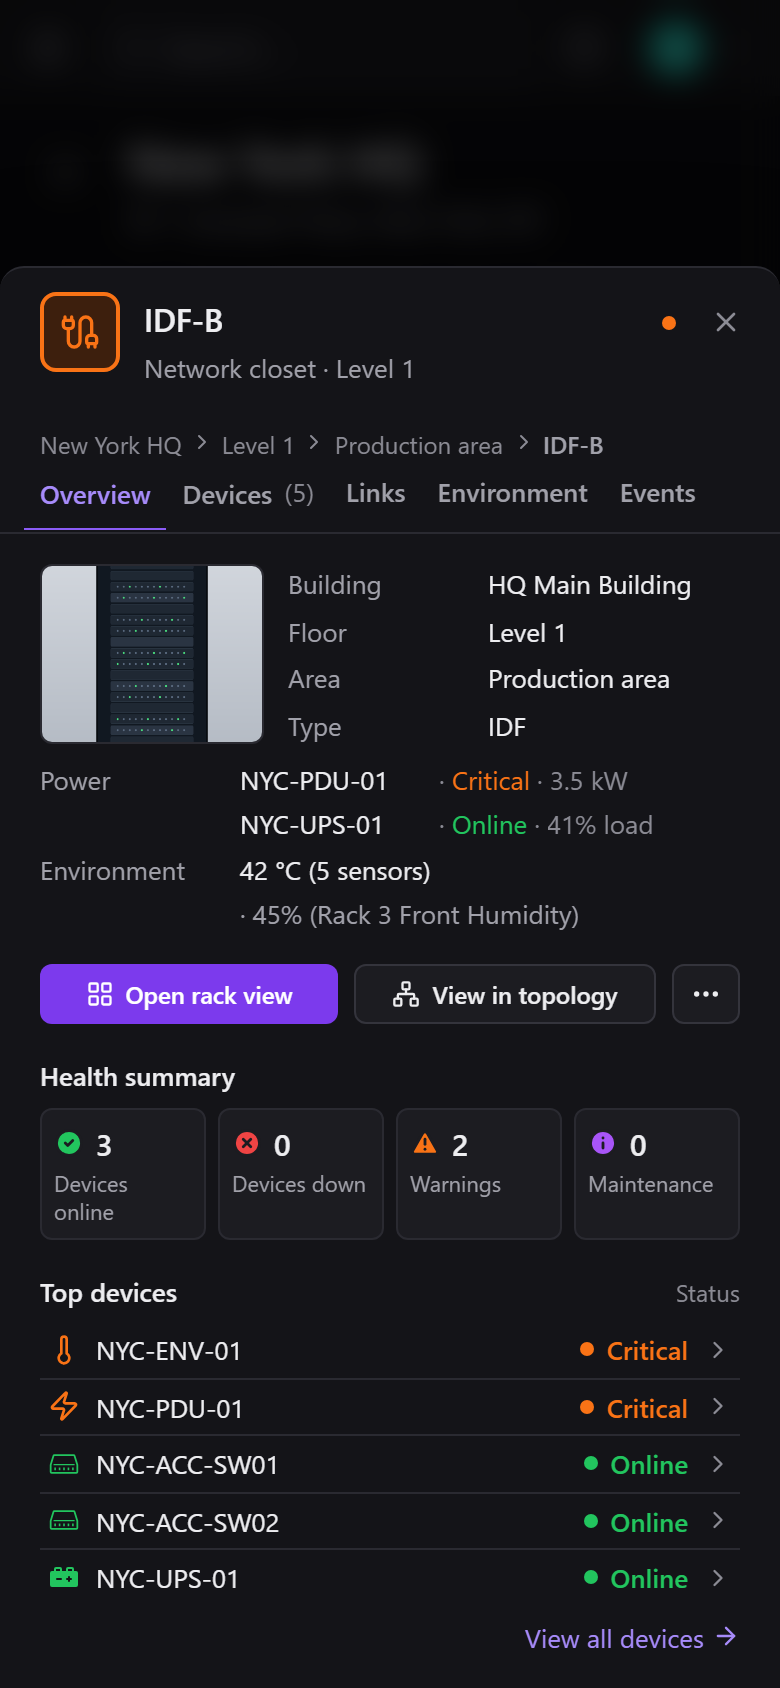 IDF-B
Network closet · Level 1
New York HQ > Level 1 > Production area > IDF-B
Overview Devices (5) Links Environment Events
Building HQ Main Building
Floor Level 1
Area Production area
Type IDF
Power NYC-PDU-01 · Critical · 3.5 kW
NYC-UPS-01 · Online · 41% load
Environment 42 °C (5 sensors)
· 45% (Rack 3 Front Humidity)
Open rack view View in topology ...
Health summary
3 0 2 0
Devices online Devices down Warnings Maintenance
Top devices Status
NYC-ENV-01 Critical
NYC-PDU-01 Critical
NYC-ACC-SW01 Online
NYC-ACC-SW02 Online
NYC-UPS-01 Online
View all devices →